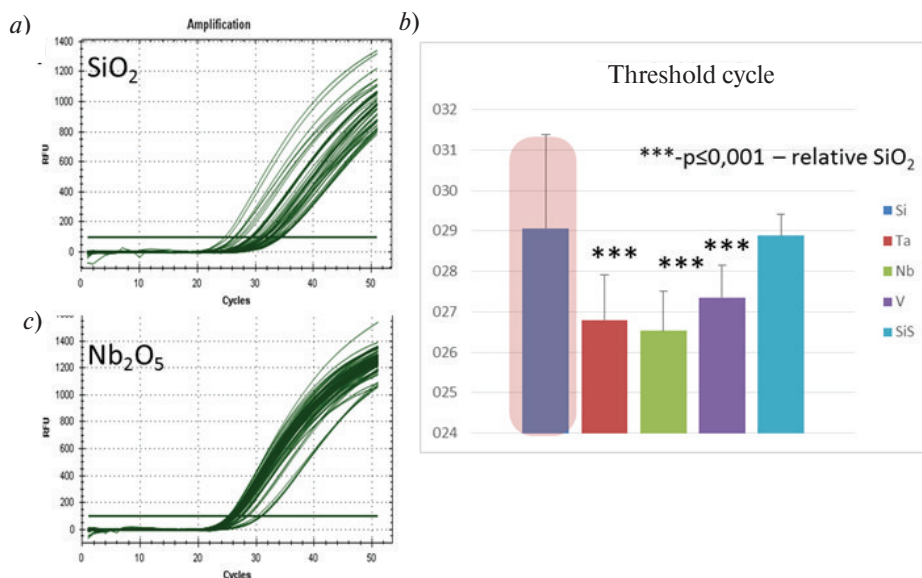 a)
Amplification
1400
1200
1000
800
600
400
200
0
RFU
SiO2
0 10 20 30 40 50
Cycles
b)
Threshold cycle
032
031
030
029
028
027
026
025
024
***-p≤0,001 – relative SiO2
***
***
***
Si
Ta
Nb
V
SiS
c)
1600
1400
1200
1000
800
600
400
200
0
RFU
Nb2O5
0 10 20 30 40 50
Cycles